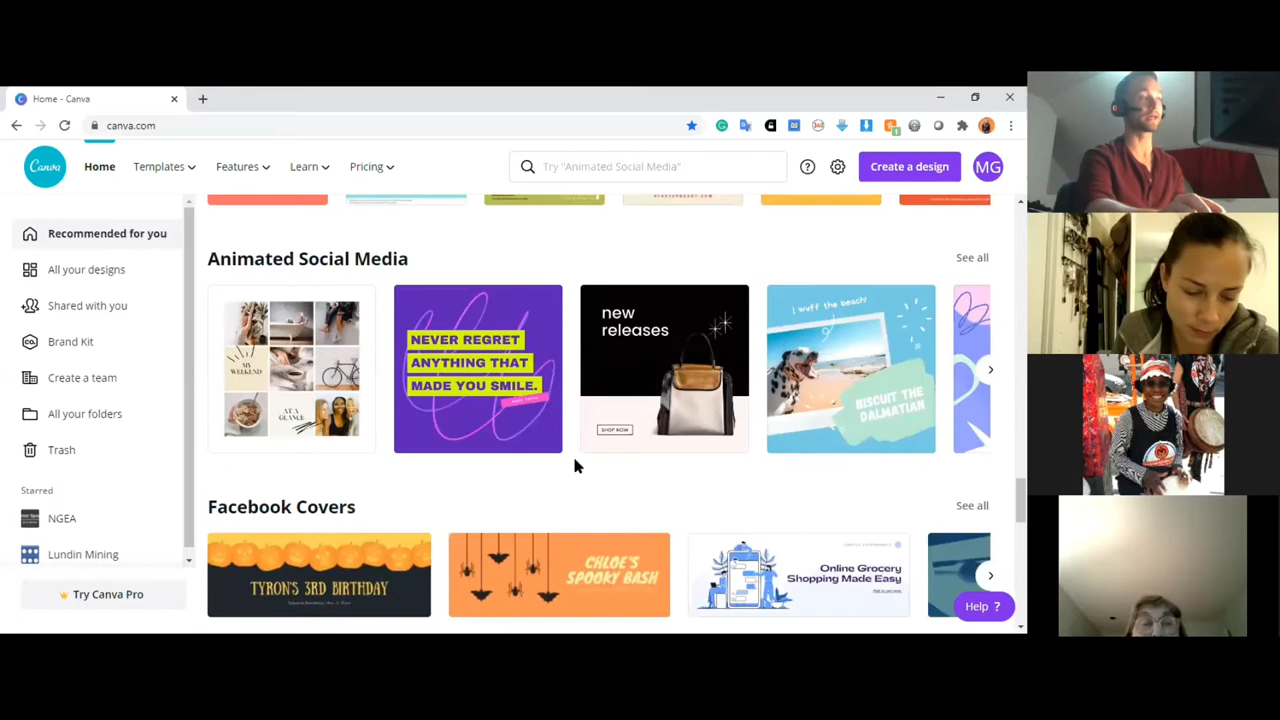 Home - Canva
canva.com
Canva
Home
Templates
Features
Learn
Pricing
Try "Animated Social Media"
Create a design
MG
Recommended for you
All your designs
Shared with you
Brand Kit
Create a team
All your folders
Trash
Starred
NGEA
Lundin Mining
Try Canva Pro
Animated Social Media
See all
MY
WEEKEND
AT A
GLANCE
NEVER REGRET
ANYTHING THAT
MADE YOU SMILE.
new
releases
SHOP NOW
I wuff the beach!
BISCUIT THE
DALMATIAN
Facebook Covers
See all
TYRON'S 3RD BIRTHDAY
CHLOE'S
SPOOKY BASH
Online Grocery
Shopping Made Easy
Help ?